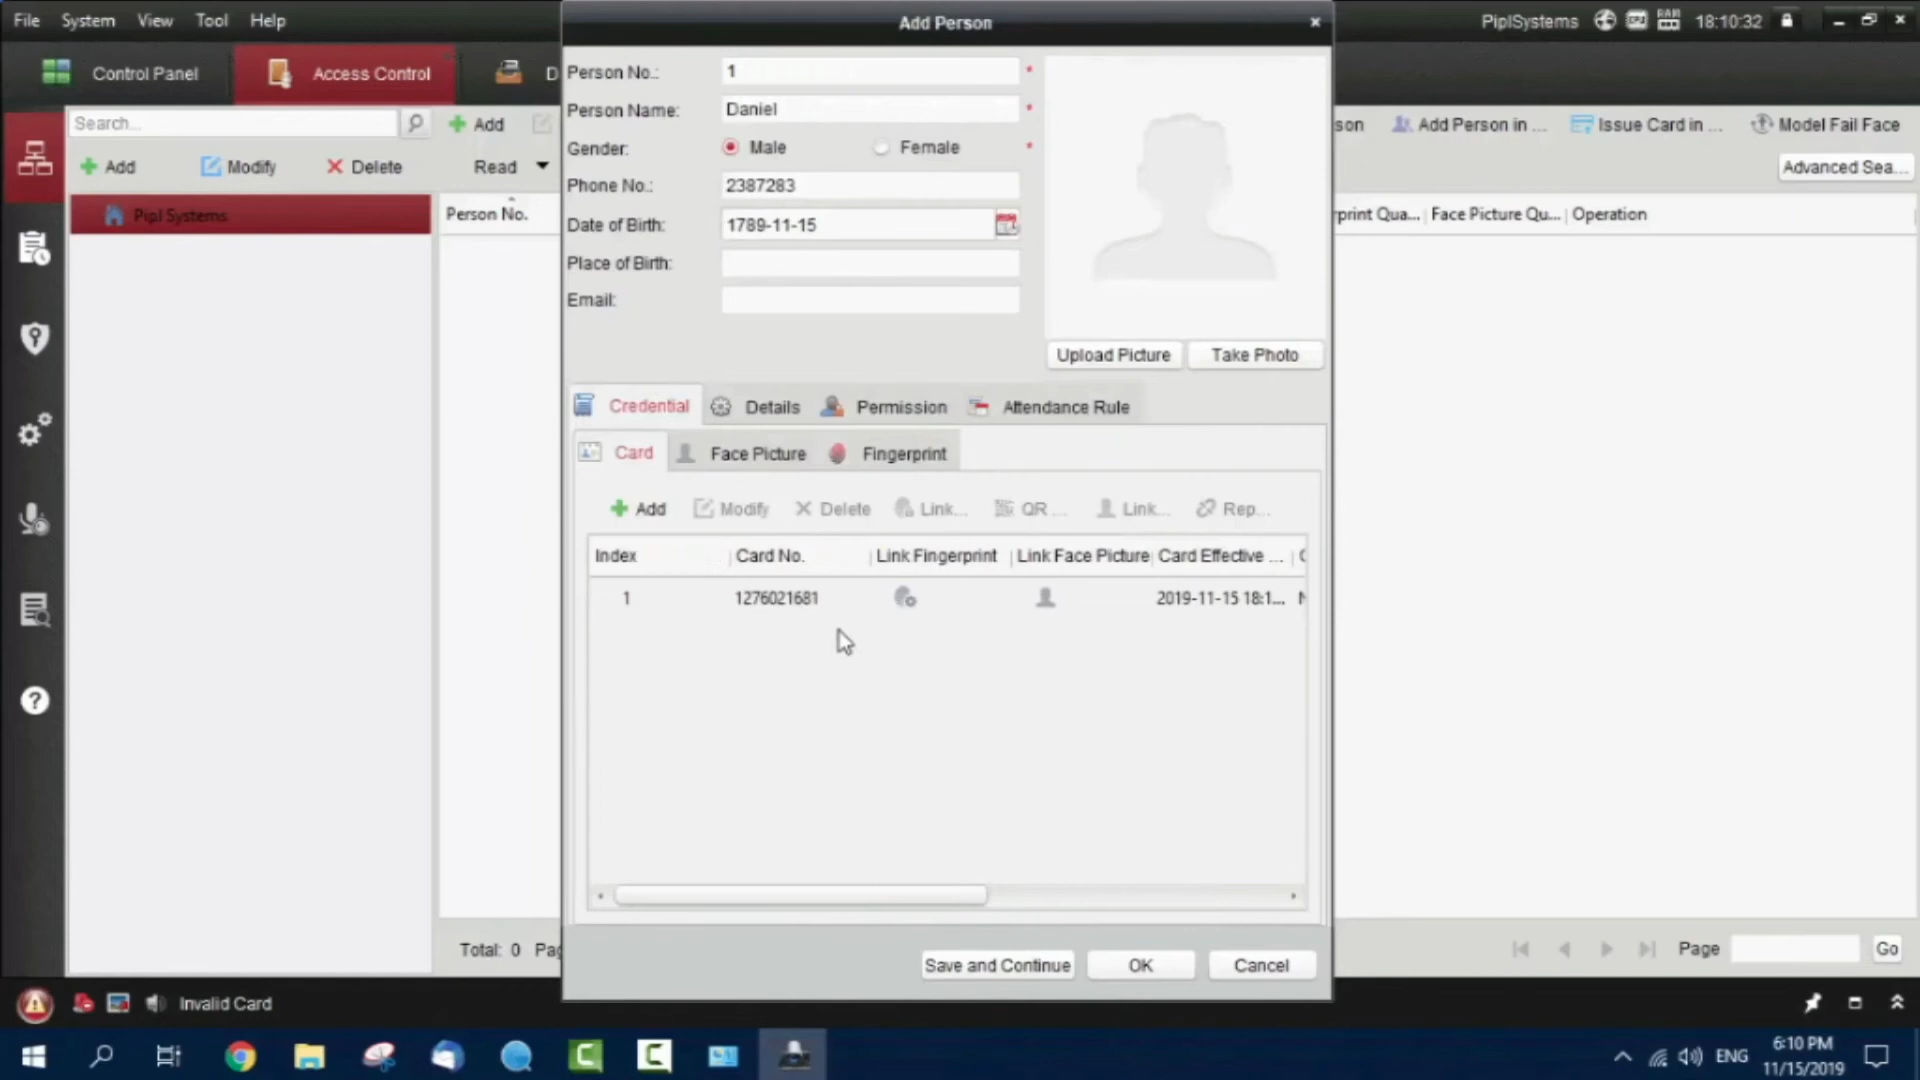 File System View Tool Help
Add Person
PiplSystems 18:10:32
Control Panel
Access Control
D
Person No.: 1 *
Person Name: Daniel *
Gender: Male Female *
Phone No.: 2387283
Date of Birth: 1789-11-15
Place of Birth:
Email:
Upload Picture Take Photo
Search...
Add Modify Delete
Pipl Systems
Add
Read
Person No.
son Add Person in ... Issue Card in ... Model Fail Face
Advanced Sea...
rprint Qua... Face Picture Qu... Operation
Credential Details Permission Attendance Rule
Card Face Picture Fingerprint
Add Modify Delete Link... QR ... Link... Rep...
Index Card No. Link Fingerprint Link Face Picture Card Effective ...
1 1276021681 2019-11-15 18:1...
Total: 0 Pag
Page Go
Save and Continue OK Cancel
Invalid Card
ENG
6:10 PM
11/15/2019